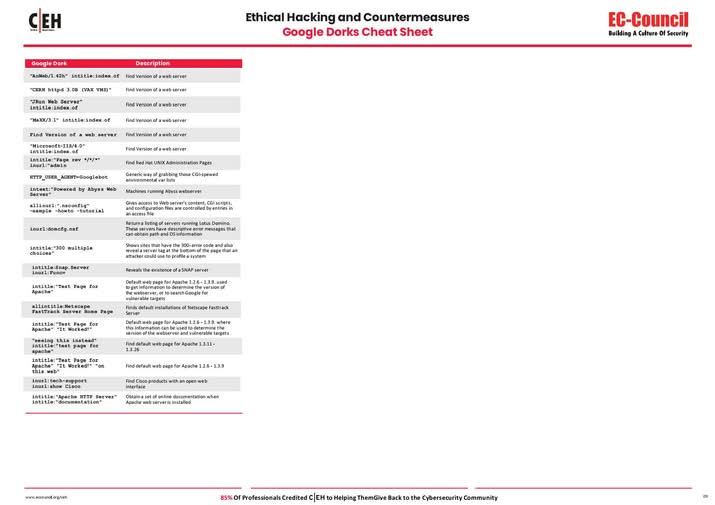 C|EH
Ethical Hacking and Countermeasures
Google Dorks Cheat Sheet
EC-Council
Building A Culture Of Security
Google Dork Description
"AnWeb/1.42h" intitle:index.of Find Version of a web server
"CERN httpd 3.0B (VAX VMS)" Find Version of a web server
"JRun Web Server"
intitle:index.of
Find Version of a web server
"MaXX/3.1" intitle:index.of Find Version of a web server
Find Version of a web server Find Version of a web server
"Microsoft-IIS/4.0"
intitle:index.of
Find Version of a web server
intitle:"Page rev */*/*"
inurl:"admin
Find Red Hat UNIX Administration Pages
HTTP_USER_AGENT=Googlebot
Generic way of grabbing those CGI-spewed
environmental var lists
intext:"Powered by Abyss Web
Server"
Machines running Abyss webserver
allinurl:".nsconfig"
-sample -howto -tutorial
Gives access to Web server's content, CGI scripts,
and configuration files are controlled by entries in
an access file
inurl:domcfg.nsf
Return a listing of servers running Lotus Domino.
These servers have descriptive error messages that
can obtain path and OS information
intitle:"300 multiple
choices"
Shows sites that have the 300-error code and also
reveal a server tag at the bottom of the page that an
attacker could use to profile a system
intitle:Snap.Server
inurl:Func=
Reveals the existence of a SNAP server
intitle:"Test Page for
Apache"
Default web page for Apache 1.2.6 – 1.3.9. used
to get information to determine the version of
the webserver, or to search Google for
vulnerable targets
allintitle:Netscape
FastTrack Server Home Page
Finds default installations of Netscape Fasttrack
Server
intitle:"Test Page for
Apache" "It Worked!"
Default web page for Apache 1.2.6 – 1.3.9. where
this information can be used to determine the
version of the webserver and vulnerable targets
"seeing this instead"
intitle:"test page for
apache"
Find default web page for Apache 1.3.11 –
1.3.26
intitle:"Test Page for
Apache" "It Worked!" "on
this web"
Find default web page for Apache 1.2.6 – 1.3.9
inurl:tech-support
inurl:show Cisco
Find Cisco products with an open web
interface
intitle:"Apache HTTP Server"
intitle:"documentation"
Obtain a set of online documentation when
Apache web server is installed
www.eccouncil.org/ceh
85% Of Professionals Credited C|EH to Helping ThemGive Back to the Cybersecurity Community